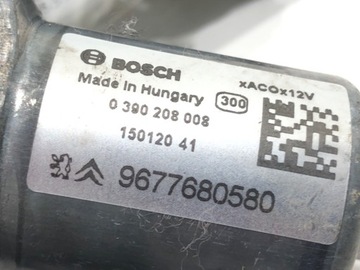 BOSCH
xACOx12V
Made in Hungary
300
0 390 208 008
150120 41
9677680580